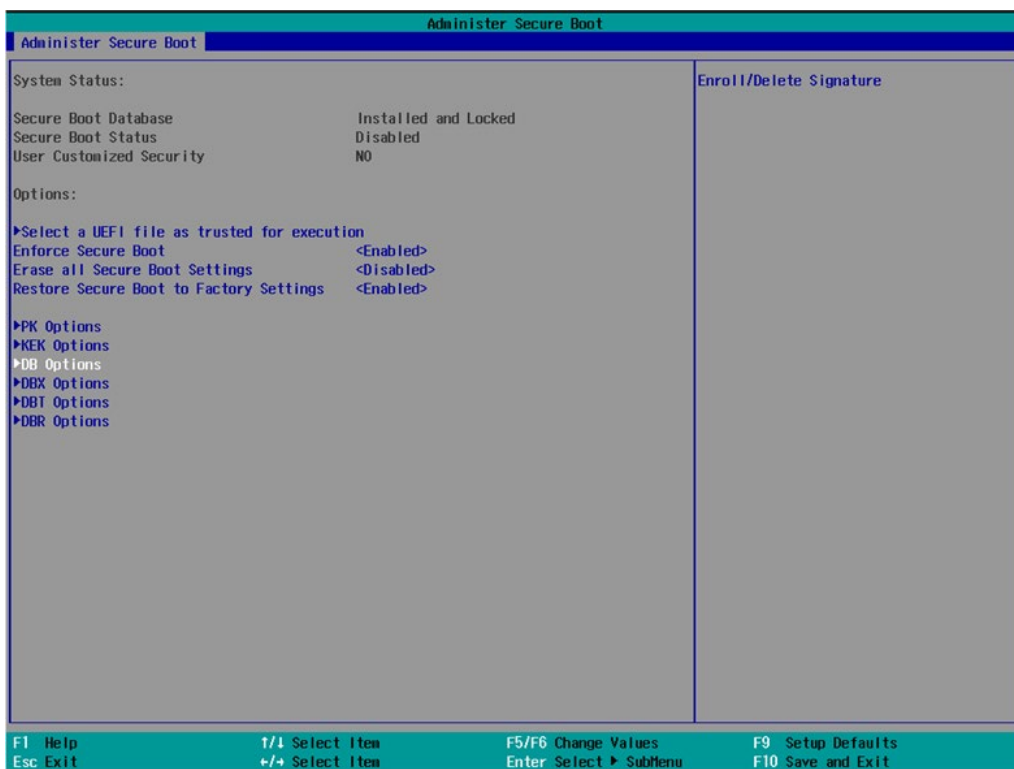 Administer Secure Boot
Administer Secure Boot
System Status:
Enroll/Delete Signature
Secure Boot Database Installed and Locked
Secure Boot Status Disabled
User Customized Security NO
Options:
▶Select a UEFI file as trusted for execution
Enforce Secure Boot <Enabled>
Erase all Secure Boot Settings <Disabled>
Restore Secure Boot to Factory Settings <Enabled>
▶PK Options
▶KEK Options
▶DB Options
▶DBX Options
▶DBT Options
▶DBR Options
F1 Help ↑/↓ Select Item F5/F6 Change Values F9 Setup Defaults
Esc Exit ←/→ Select Item Enter Select ▶ SubMenu F10 Save and Exit